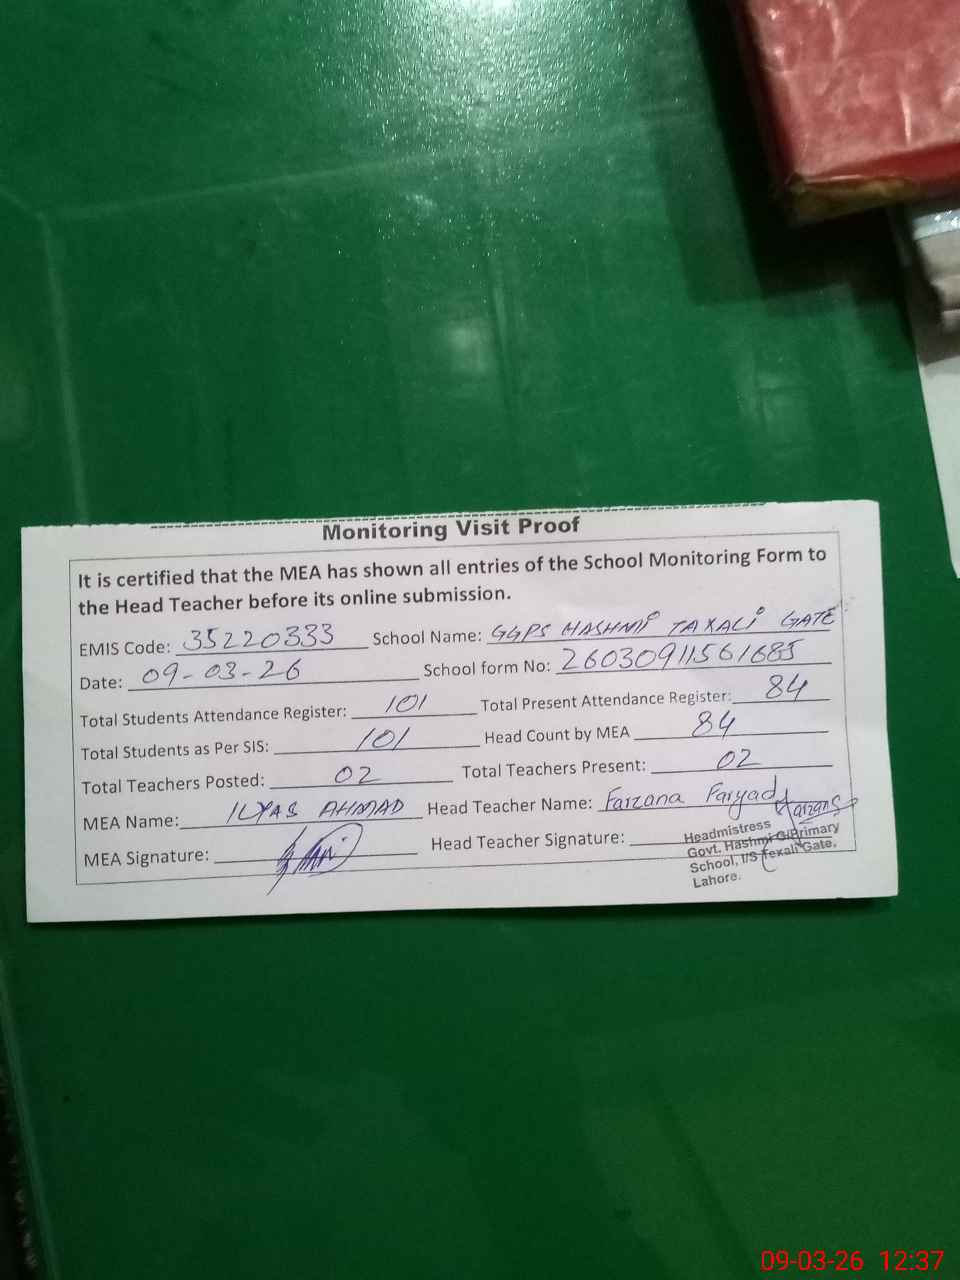 Monitoring Visit Proof
It is certified that the MEA has shown all entries of the School Monitoring Form to
the Head Teacher before its online submission.
EMIS Code: 35220333 School Name: GGPS HASHMI TAXALI GATE
Date: 09-03-26 School form No: 26030911561685
Total Students Attendance Register: 101 Total Present Attendance Register: 84
Total Students as Per SIS: 101 Head Count by MEA 84
Total Teachers Posted: 02 Total Teachers Present: 02
MEA Name: ILYAS AHMAD Head Teacher Name: Farzana Faryad
MEA Signature: Head Teacher Signature: Farzana
Headmistress
Govt. Hashmi G/Primary
School, I/S Texali Gate,
Lahore.
09-03-26 12:37